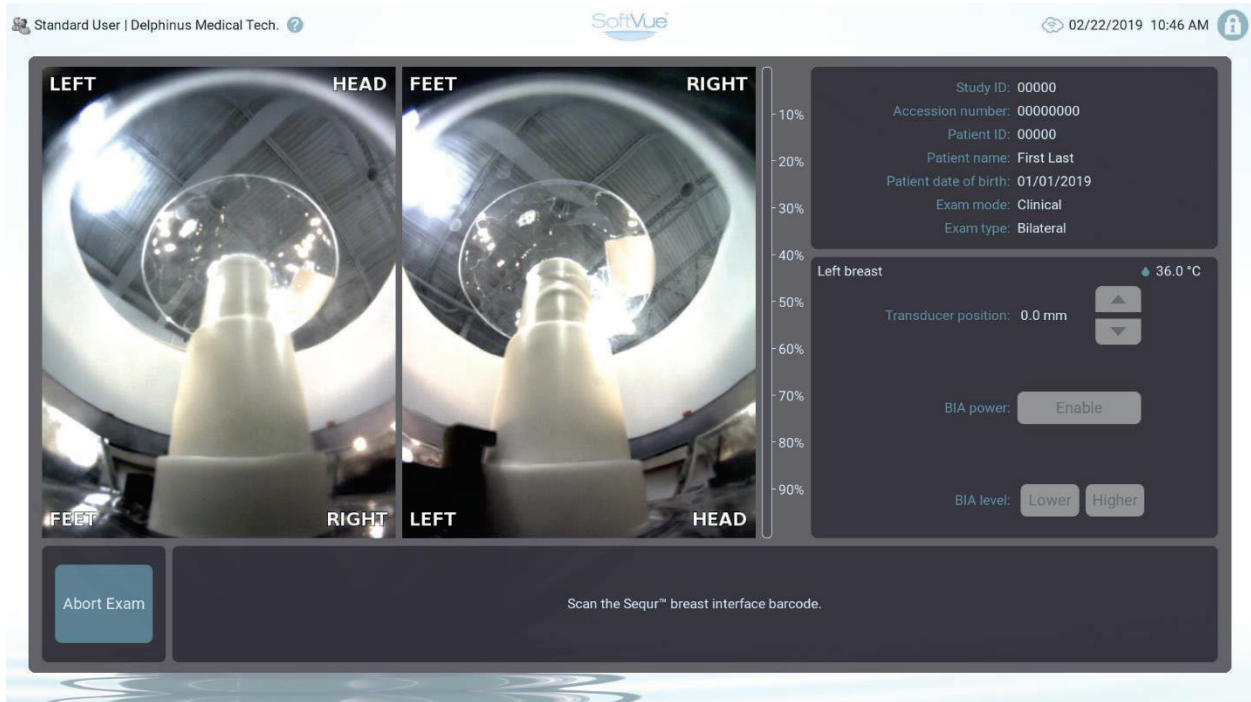 Standard User | Delphinus Medical Tech. ?
SoftVue™
02/22/2019 10:46 AM
LEFT HEAD
FEET RIGHT
FEET RIGHT
LEFT HEAD
10%
20%
30%
40%
50%
60%
70%
80%
90%
Study ID: 00000
Accession number: 00000000
Patient ID: 00000
Patient name: First Last
Patient date of birth: 01/01/2019
Exam mode: Clinical
Exam type: Bilateral
Left breast 36.0 °C
Transducer position: 0.0 mm
BIA power: Enable
BIA level: Lower Higher
Abort Exam
Scan the Sequr™ breast interface barcode.